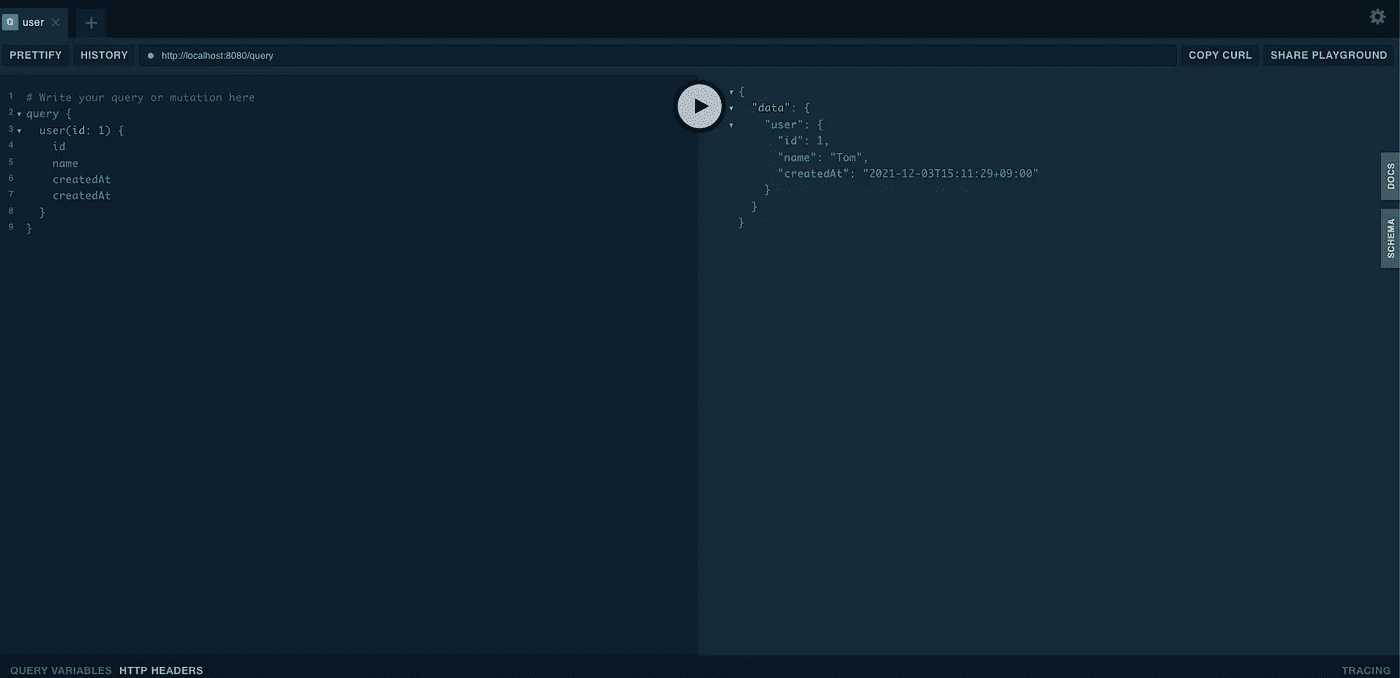 G user
PRETTIFY HISTORY http://localhost:8080/query COPY CURL SHARE PLAYGROUND
1 # Write your query or mutation here
2 query {
3 user(id: 1) {
4 id
5 name
6 createdAt
7 createdAt
8 }
9 }
{
"data": {
"user": {
"id": 1,
"name": "Tom",
"createdAt": "2021-12-03T15:11:29+09:00"
}
}
}
DOCS
SCHEMA
QUERY VARIABLES HTTP HEADERS TRACING